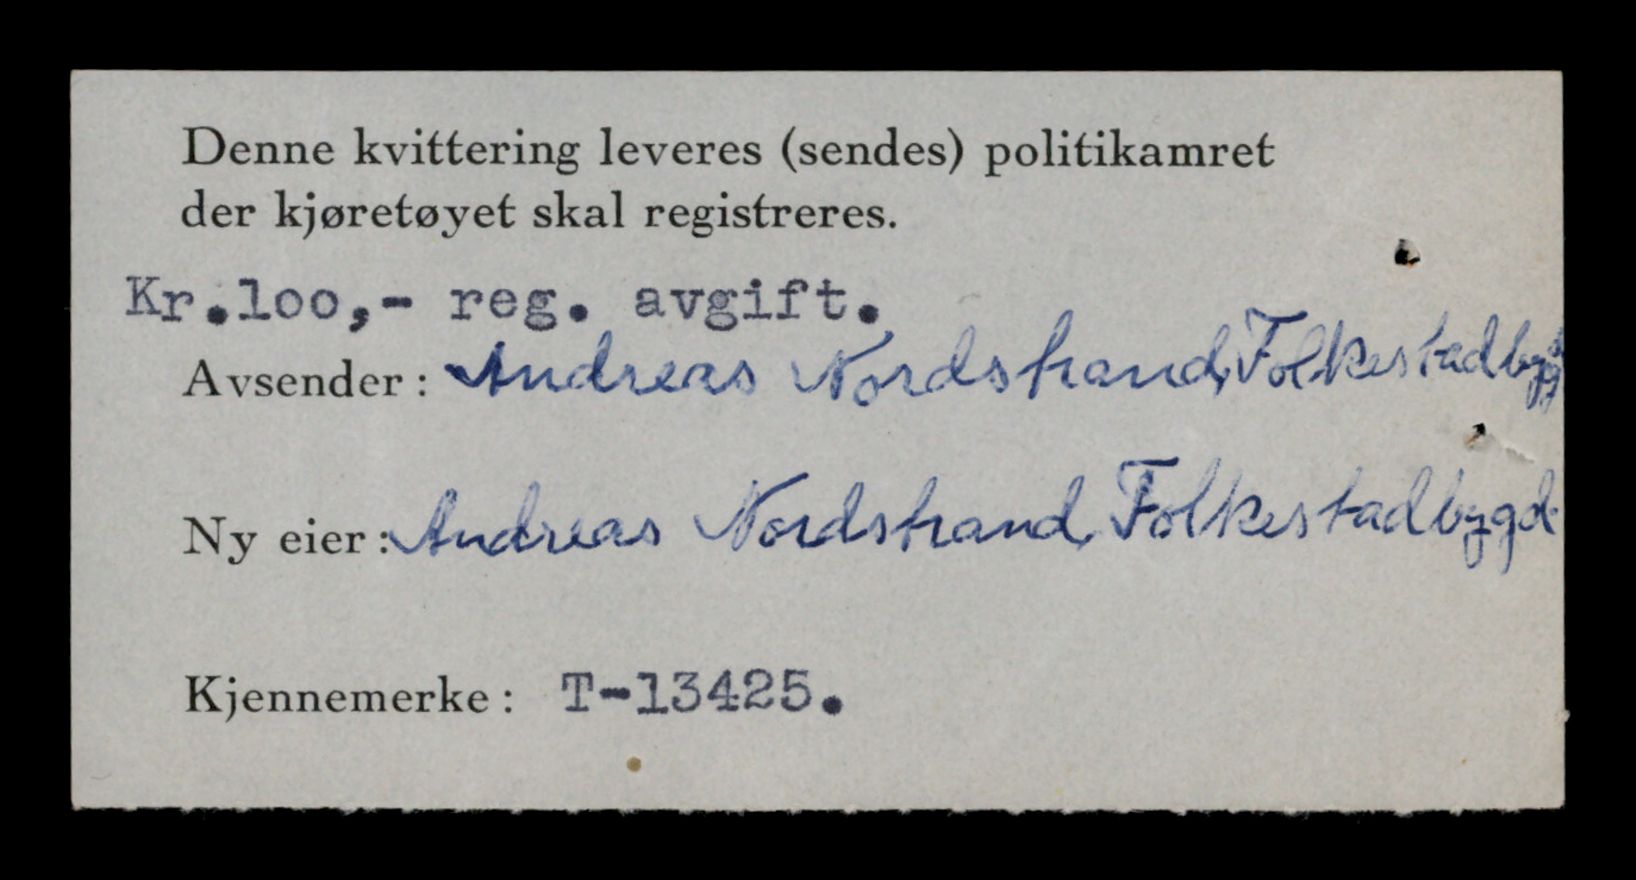 Denne kvittering leveres (sendes) politikamret
der kjøretøyet skal registreres.
Kr.loo,- reg. avgift.
Avsender: Andreas Nordstrand, Folkestadbygd
Ny eier: Andreas Nordstrand, Folkestadbygd
Kjennemerke: T-13425.